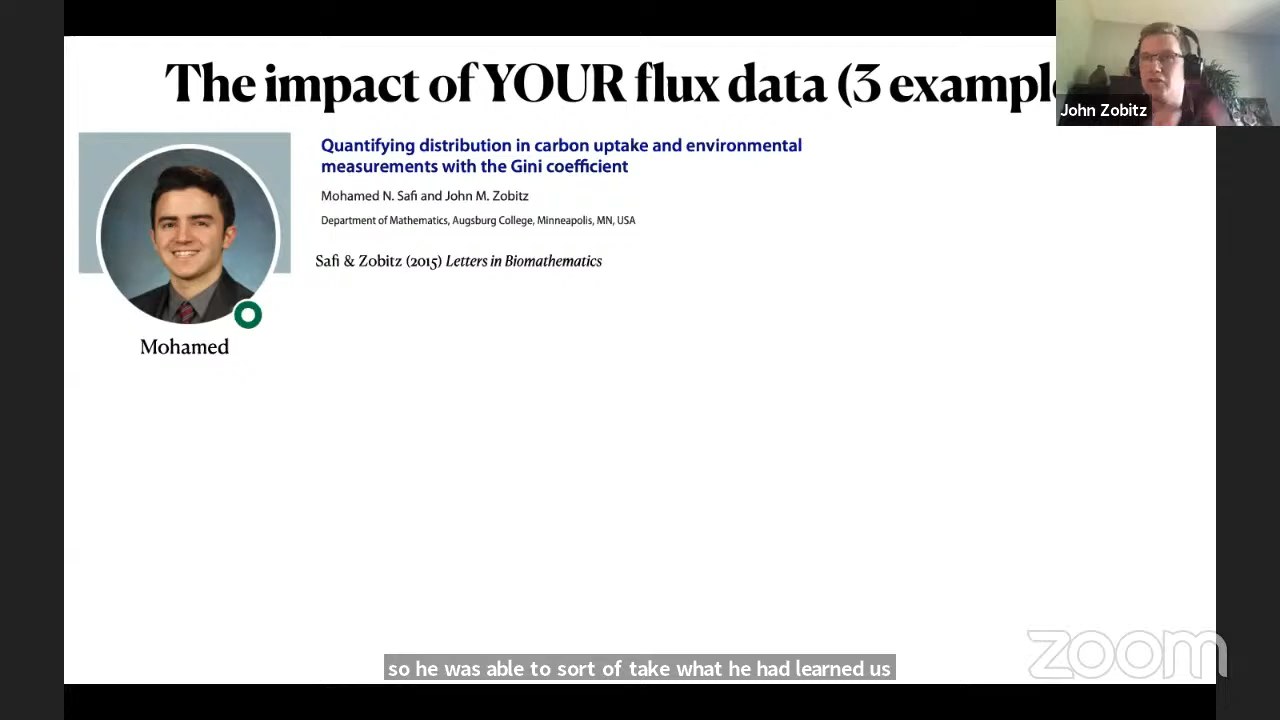 The impact of YOUR flux data (3 example
John Zobitz
Quantifying distribution in carbon uptake and environmental
measurements with the Gini coefficient
Mohamed N. Safi and John M. Zobitz
Department of Mathematics, Augsburg College, Minneapolis, MN, USA
Safi & Zobitz (2015) Letters in Biomathematics
Mohamed
zoom
so he was able to sort of take what he had learned us